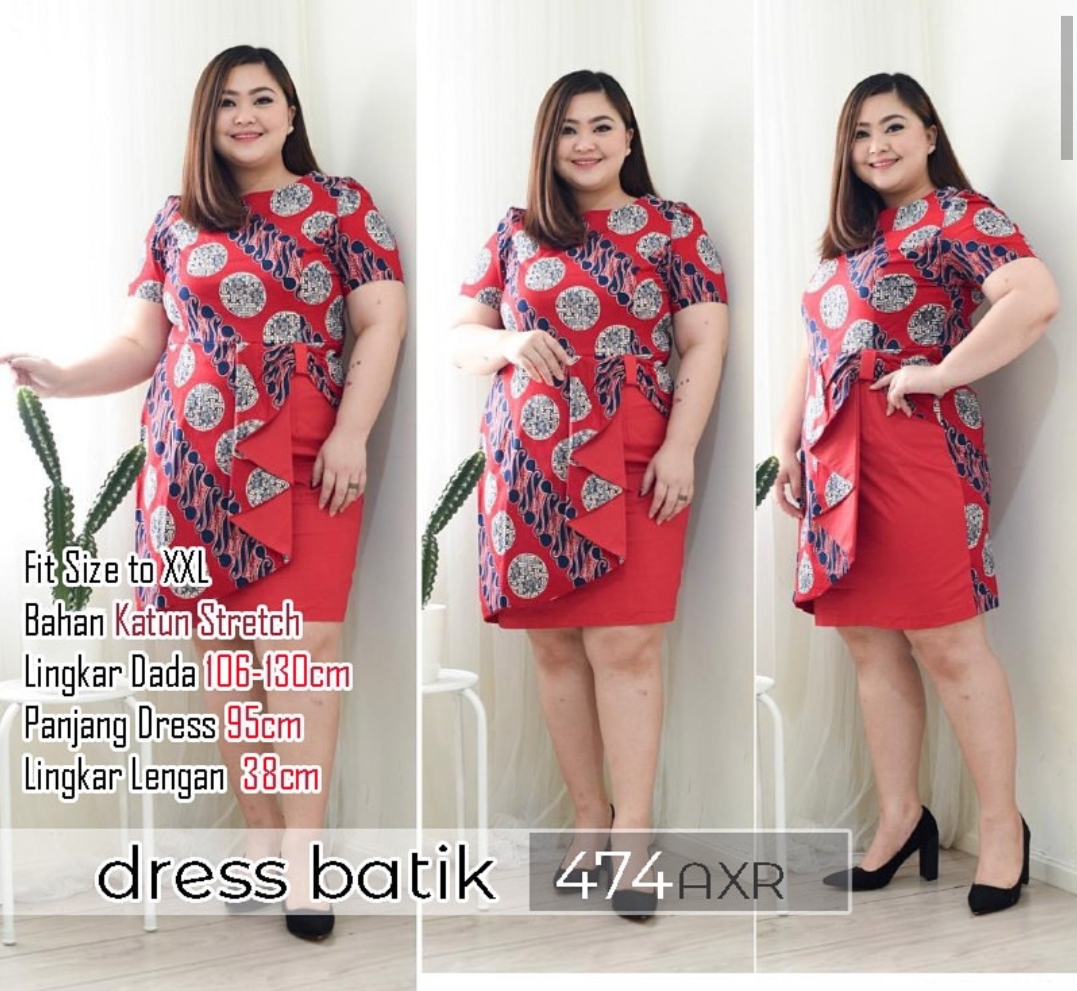 Fit Size to XXL
Bahan Katun Stretch
Lingkar Dada 106-130cm
Panjang Dress 95cm
Lingkar Lengan 38cm
dress batik 474AXR